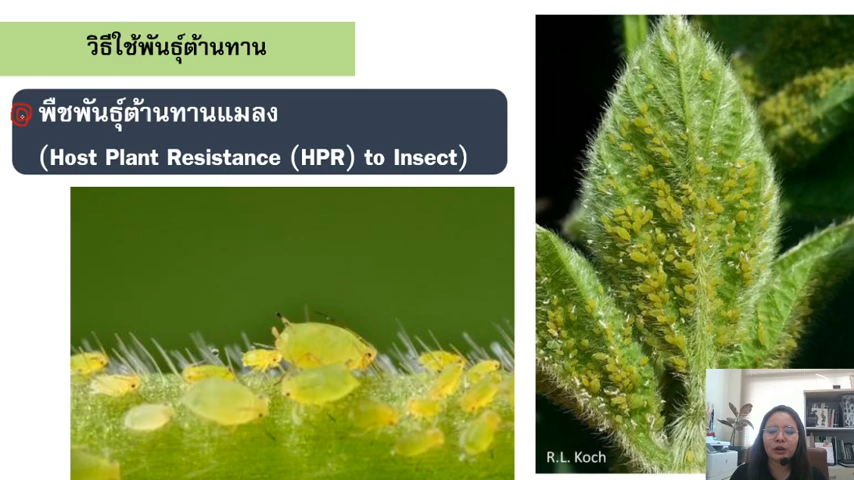 วิธีใช้พันธุ์ต้านทาน
พืชพันธุ์ต้านทานแมลง
(Host Plant Resistance (HPR) to Insect)
R.L. Koch